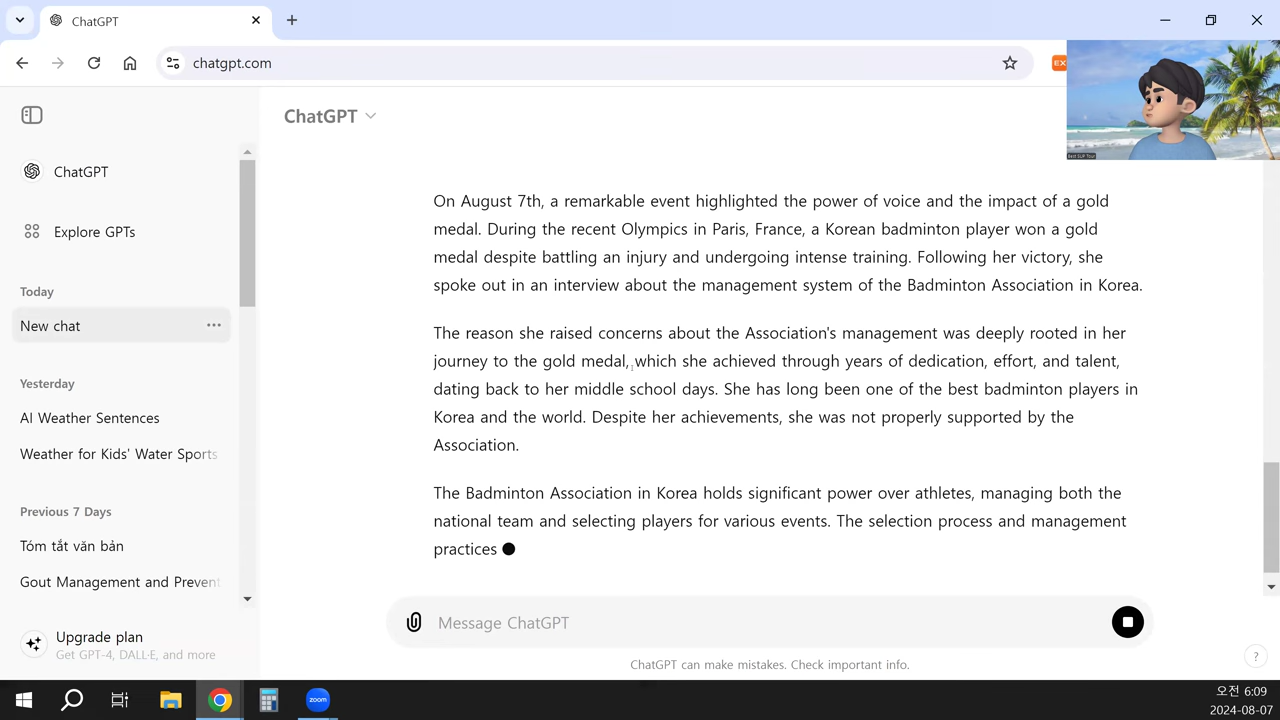 ChatGPT
chatgpt.com
EX
Best SUP Tour
ChatGPT
ChatGPT
Explore GPTs
Today
New chat
Yesterday
AI Weather Sentences
Weather for Kids' Water Sports
Previous 7 Days
Tóm tắt văn bản
Gout Management and Prevent
Upgrade plan
Get GPT-4, DALL·E, and more
On August 7th, a remarkable event highlighted the power of voice and the impact of a gold
medal. During the recent Olympics in Paris, France, a Korean badminton player won a gold
medal despite battling an injury and undergoing intense training. Following her victory, she
spoke out in an interview about the management system of the Badminton Association in Korea.
The reason she raised concerns about the Association's management was deeply rooted in her
journey to the gold medal, which she achieved through years of dedication, effort, and talent,
dating back to her middle school days. She has long been one of the best badminton players in
Korea and the world. Despite her achievements, she was not properly supported by the
Association.
The Badminton Association in Korea holds significant power over athletes, managing both the
national team and selecting players for various events. The selection process and management
practices
Message ChatGPT
ChatGPT can make mistakes. Check important info.
?
zoom
오전 6:09
2024-08-07